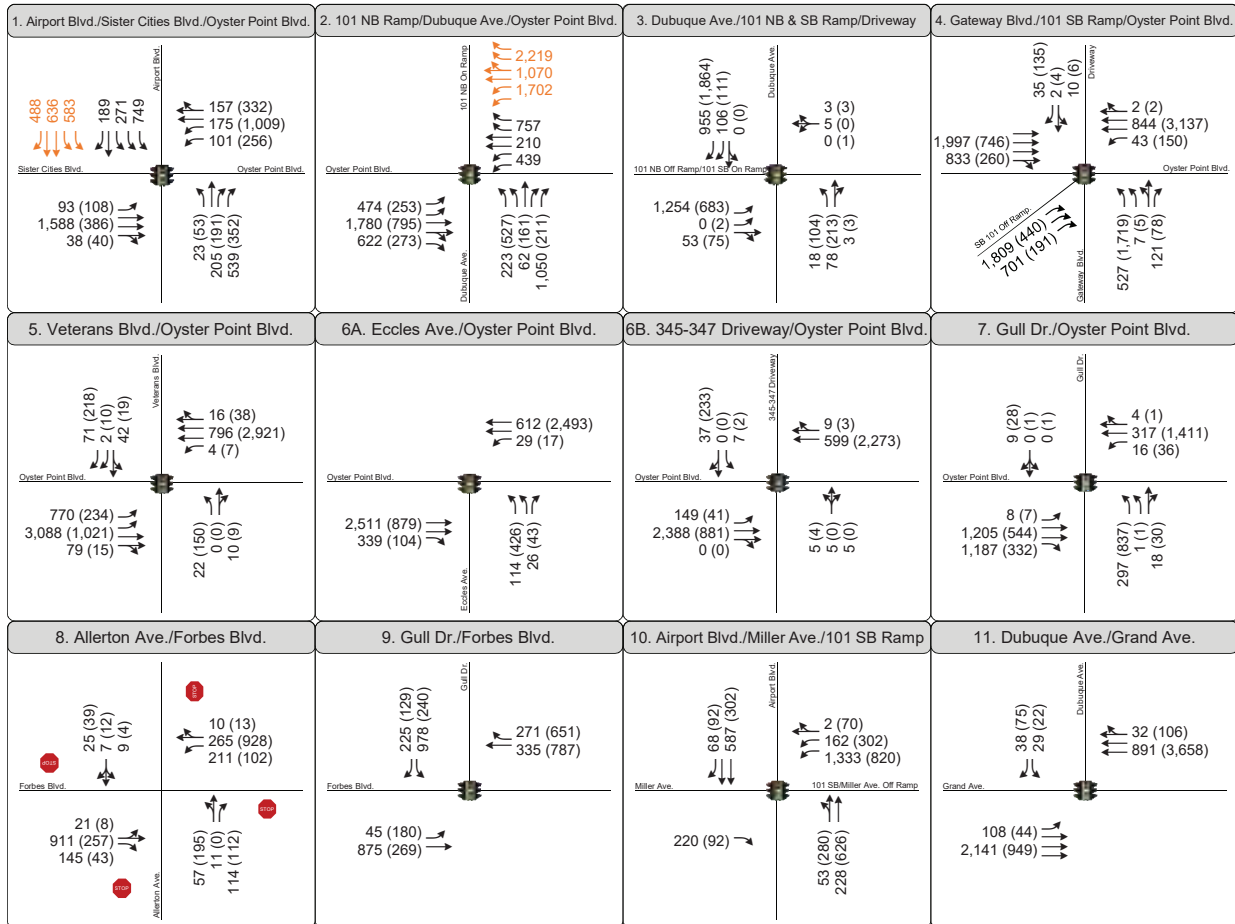 1. Airport Blvd./Sister Cities Blvd./Oyster Point Blvd.
Airport Blvd.
488
636
583
189
271
749
157 (332)
175 (1,009)
101 (256)
Sister Cities Blvd.
Oyster Point Blvd.
93 (108)
1,588 (386)
38 (40)
23 (53)
205 (191)
539 (352)
2. 101 NB Ramp/Dubuque Ave./Oyster Point Blvd.
101 NB On Ramp
2,219
1,070
1,702
757
210
439
Oyster Point Blvd.
474 (253)
1,780 (795)
622 (273)
Dubuque Ave.
223 (527)
62 (161)
1,050 (211)
3. Dubuque Ave./101 NB & SB Ramp/Driveway
Dubuque Ave.
955 (1,864)
106 (111)
0 (0)
3 (3)
5 (0)
0 (1)
101 NB Off Ramp/101 SB On Ramp
1,254 (683)
0 (2)
53 (75)
18 (104)
78 (213)
3 (3)
4. Gateway Blvd./101 SB Ramp/Oyster Point Blvd.
Driveway
35 (135)
2 (4)
10 (6)
2 (2)
844 (3,137)
43 (150)
1,997 (746)
833 (260)
Oyster Point Blvd.
SB 101 Off Ramp.
1,809 (440)
701 (191)
Gateway Blvd.
527 (1,719)
7 (5)
121 (78)
5. Veterans Blvd./Oyster Point Blvd.
Veterans Blvd.
71 (218)
2 (10)
42 (19)
16 (38)
796 (2,921)
4 (7)
Oyster Point Blvd.
770 (234)
3,088 (1,021)
79 (15)
22 (150)
0 (0)
10 (9)
6A. Eccles Ave./Oyster Point Blvd.
612 (2,493)
29 (17)
Oyster Point Blvd.
2,511 (879)
339 (104)
Eccles Ave.
114 (426)
26 (43)
6B. 345-347 Driveway/Oyster Point Blvd.
345-347 Driveway
37 (233)
0 (0)
7 (2)
9 (3)
599 (2,273)
Oyster Point Blvd.
149 (41)
2,388 (881)
0 (0)
5 (4)
5 (0)
5 (0)
7. Gull Dr./Oyster Point Blvd.
Gull Dr.
9 (28)
0 (1)
0 (1)
4 (1)
317 (1,411)
16 (36)
Oyster Point Blvd.
8 (7)
1,205 (544)
1,187 (332)
297 (837)
1 (1)
18 (30)
8. Allerton Ave./Forbes Blvd.
STOP
25 (39)
7 (12)
9 (4)
10 (13)
265 (928)
211 (102)
STOP
Forbes Blvd.
21 (8)
911 (257)
145 (43)
STOP
STOP
Allerton Ave.
57 (195)
11 (0)
114 (112)
9. Gull Dr./Forbes Blvd.
Gull Dr.
225 (129)
978 (240)
271 (651)
335 (787)
Forbes Blvd.
45 (180)
875 (269)
10. Airport Blvd./Miller Ave./101 SB Ramp
Airport Blvd.
68 (92)
587 (302)
2 (70)
162 (302)
1,333 (820)
Miller Ave.
101 SB/Miller Ave. Off Ramp
220 (92)
53 (280)
228 (626)
11. Dubuque Ave./Grand Ave.
Dubuque Ave.
38 (75)
29 (22)
32 (106)
891 (3,658)
Grand Ave.
108 (44)
2,141 (949)